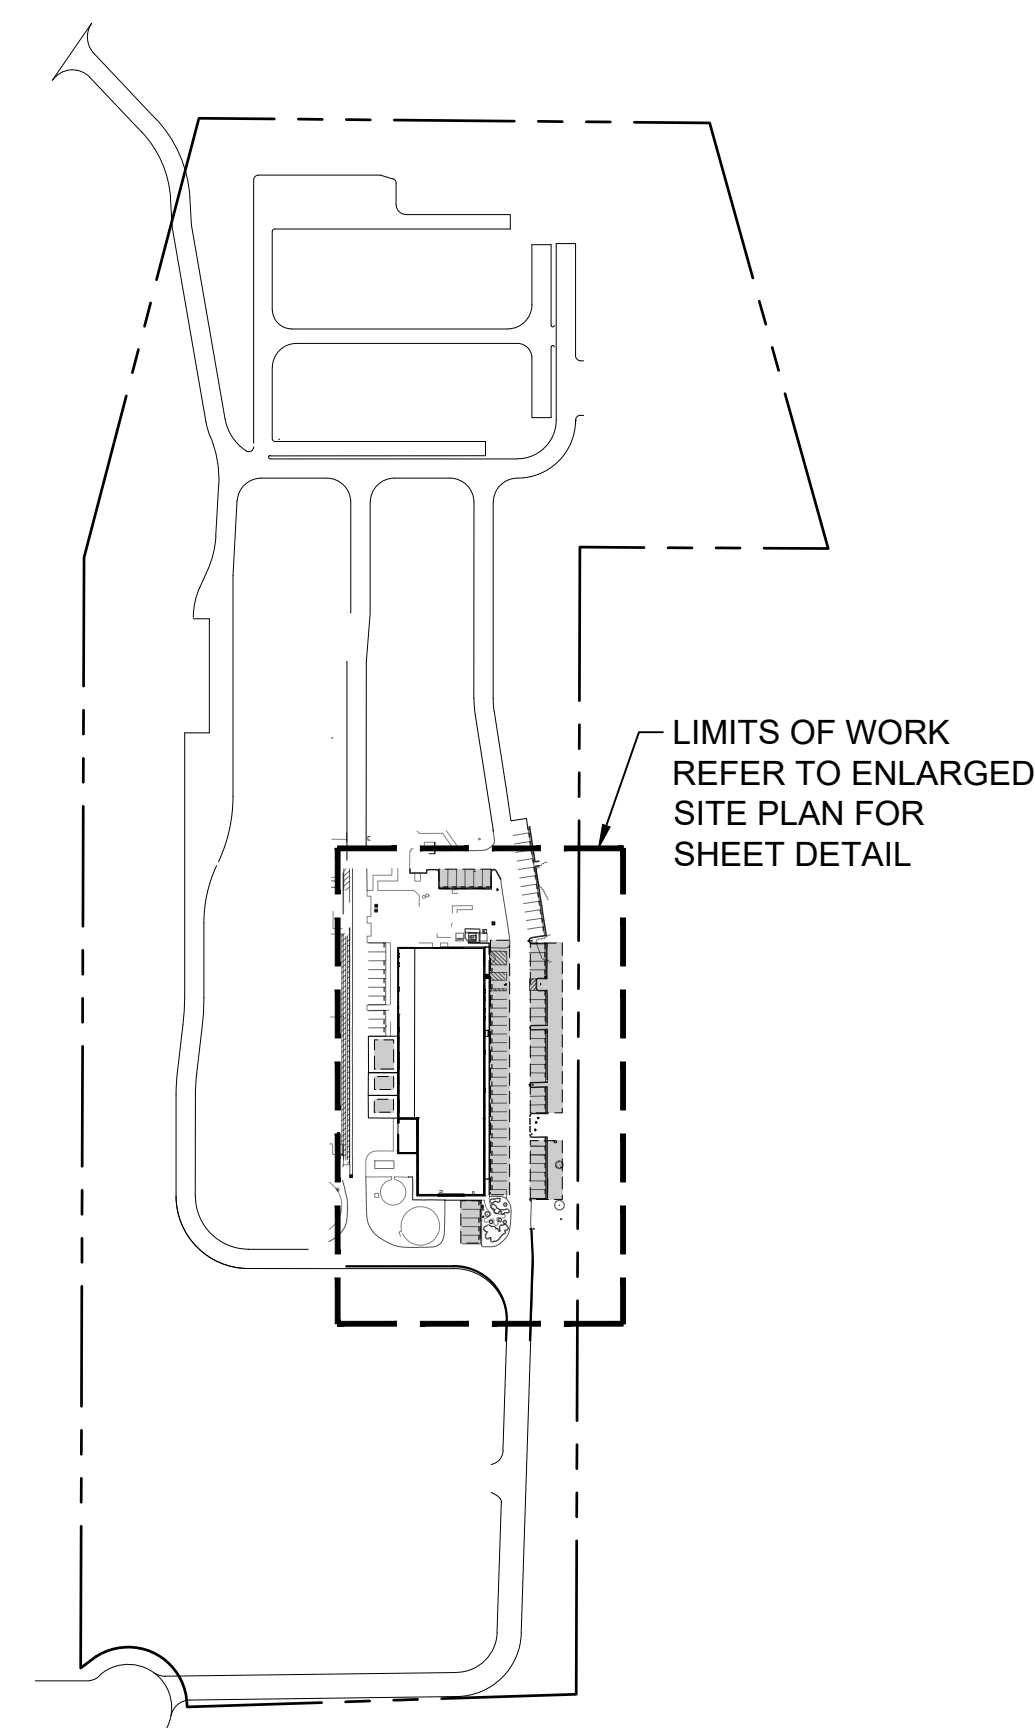 LIMITS OF WORK
REFER TO ENLARGED
SITE PLAN FOR
SHEET DETAIL